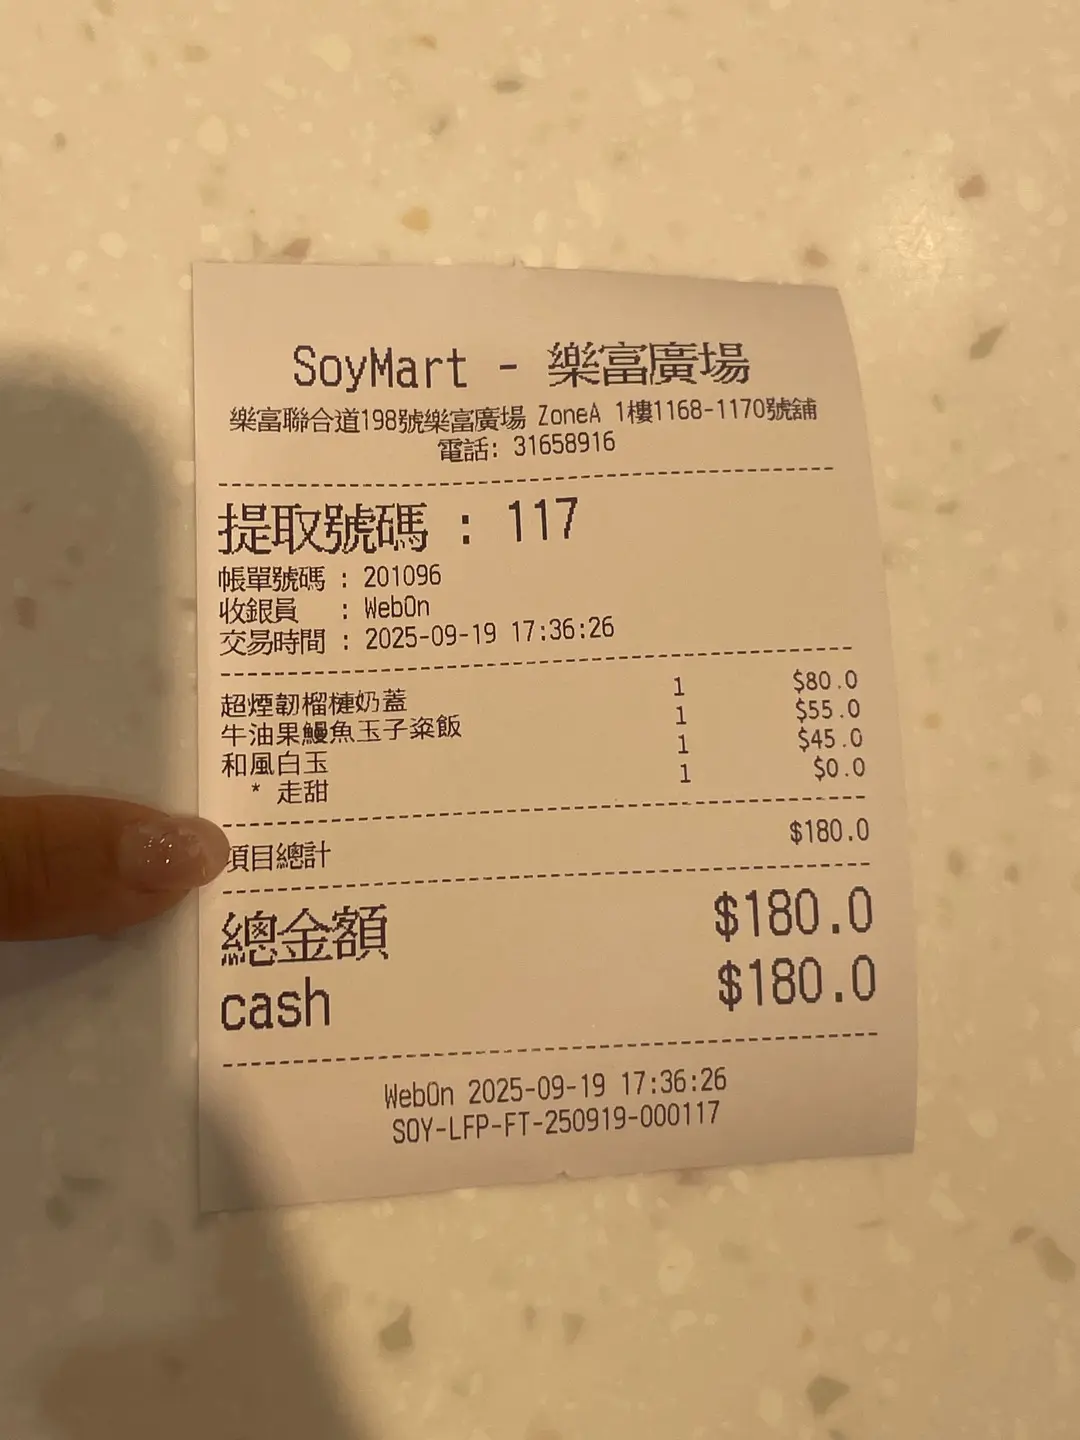 SoyMart - 樂富廣場
樂富聯合道198號樂富廣場 ZoneA 1樓1168-1170號舖
電話: 31658916
提取號碼 : 117
帳單號碼 : 201096
收銀員 : WebOn
交易時間 : 2025-09-19 17:36:26
超煙韌榴槤奶蓋 1 $80.0
牛油果鰻魚玉子粢飯 1 $55.0
和風白玉 1 $45.0
* 走甜 1 $0.0
項目總計 $180.0
總金額 $180.0
cash $180.0
WebOn 2025-09-19 17:36:26
SOY-LFP-FT-250919-000117